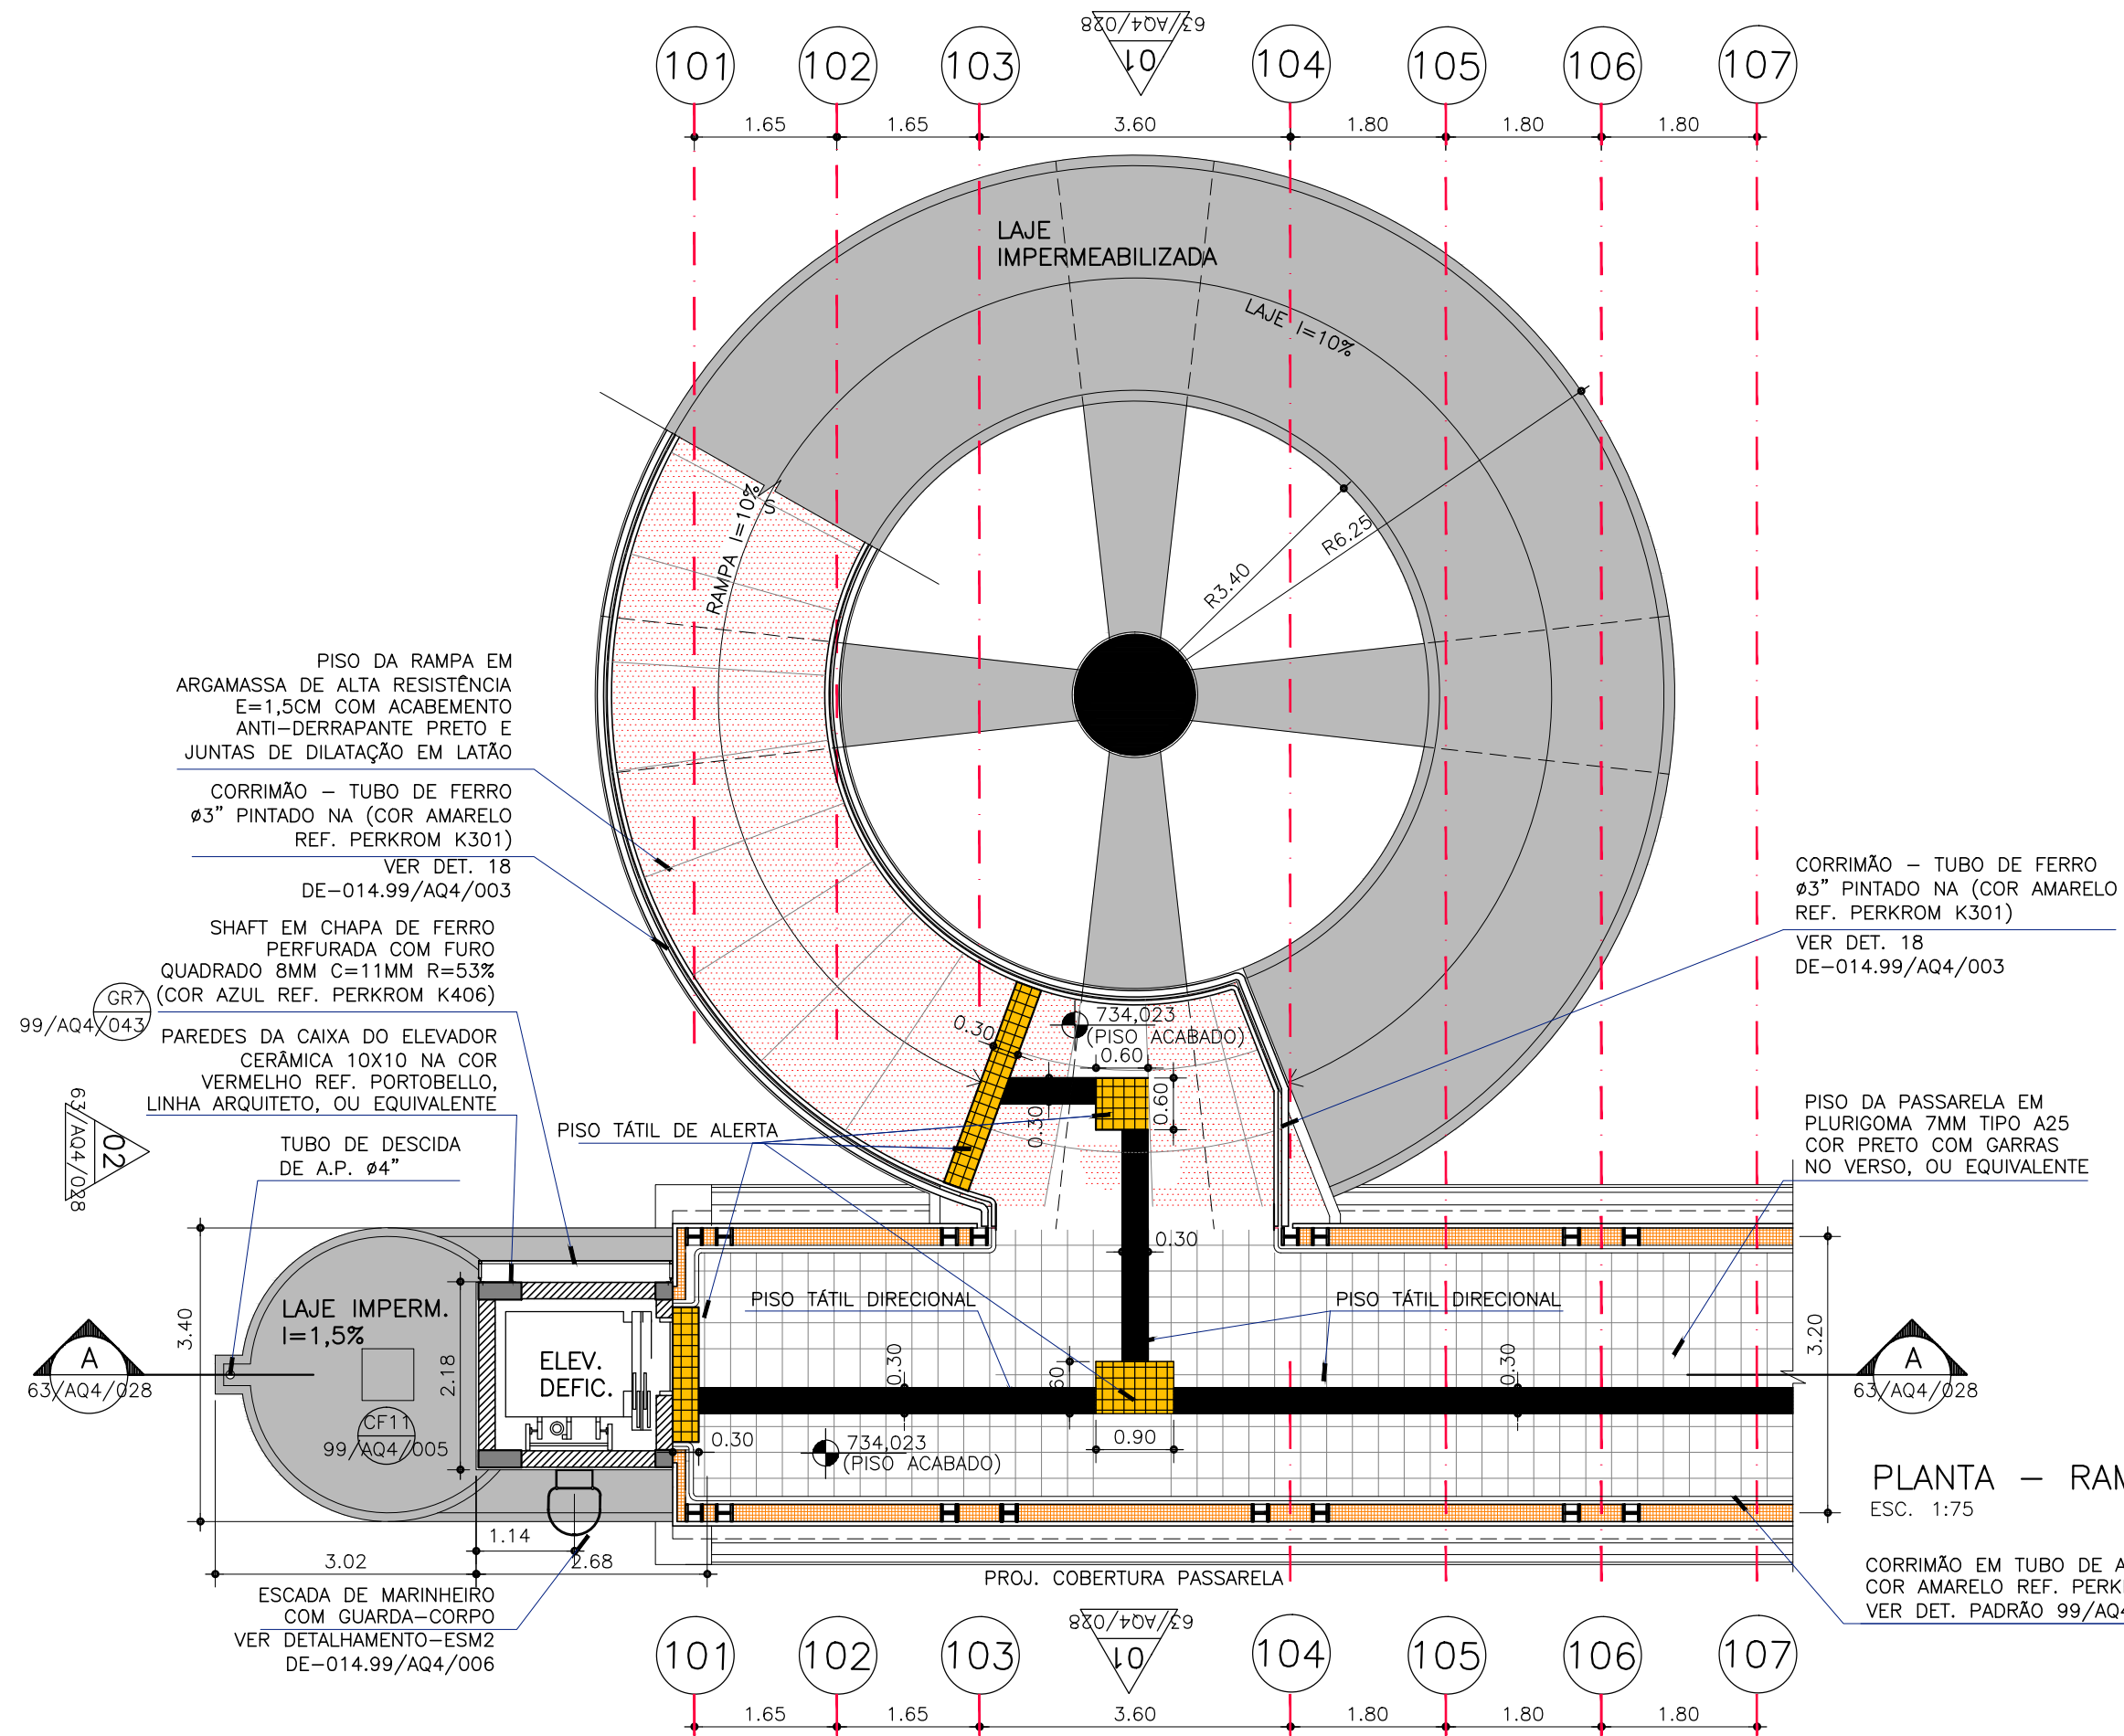 63/AQ4/028
01
101
102
103
104
105
106
107
1.65
1.65
3.60
1.80
1.80
1.80
LAJE
IMPERMEABILIZADA
LAJE I=10%
RAMPA I=10%
S
R3.40
R6.25
PISO DA RAMPA EM
ARGAMASSA DE ALTA RESISTÊNCIA
E=1,5CM COM ACABEMENTO
ANTI-DERRAPANTE PRETO E
JUNTAS DE DILATAÇÃO EM LATÃO
CORRIMÃO – TUBO DE FERRO
ø3” PINTADO NA (COR AMARELO
REF. PERKROM K301)
VER DET. 18
DE-014.99/AQ4/003
SHAFT EM CHAPA DE FERRO
PERFURADA COM FURO
QUADRADO 8MM C=11MM R=53%
(COR AZUL REF. PERKROM K406)
GR7
99/AQ4/043
PAREDES DA CAIXA DO ELEVADOR
CERÂMICA 10X10 NA COR
VERMELHO REF. PORTOBELLO,
LINHA ARQUITETO, OU EQUIVALENTE
63/AQ4/028
02
TUBO DE DESCIDA
DE A.P. ø4”
PISO TÁTIL DE ALERTA
CORRIMÃO – TUBO DE FERRO
ø3” PINTADO NA (COR AMARELO
REF. PERKROM K301)
VER DET. 18
DE-014.99/AQ4/003
PISO DA PASSARELA EM
PLURIGOMA 7MM TIPO A25
COR PRETO COM GARRAS
NO VERSO, OU EQUIVALENTE
0.30
734,023
(PISO ACABADO)
0.60
0.60
0.30
0.30
PISO TÁTIL DIRECIONAL
PISO TÁTIL DIRECIONAL
0.30
60
0.30
0.90
0.30
734,023
(PISO ACABADO)
LAJE IMPERM.
I=1,5%
ELEV.
DEFIC.
CF11
99/AQ4/005
3.40
2.18
3.20
A
63/AQ4/028
A
63/AQ4/028
1.14
3.02
2.68
ESCADA DE MARINHEIRO
COM GUARDA-CORPO
VER DETALHAMENTO-ESM2
DE-014.99/AQ4/006
PROJ. COBERTURA PASSARELA
PLANTA – RAM
ESC. 1:75
CORRIMÃO EM TUBO DE A
COR AMARELO REF. PERK
VER DET. PADRÃO 99/AQ4
63/AQ4/028
01
101
102
103
104
105
106
107
1.65
1.65
3.60
1.80
1.80
1.80